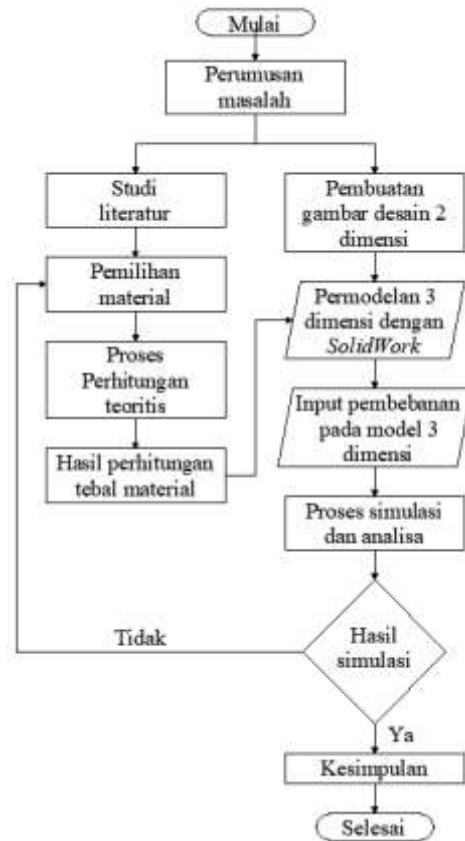 Mulai
Perumusan
masalah
Studi
literatur
Pemilihan
material
Proses
Perhitungan
teoritis
Hasil perhitungan
tebal material
Pembuatan
gambar desain 2
dimensi
Permodelan 3
dimensi dengan
SolidWork
Input pembebanan
pada model 3
dimensi
Proses simulasi
dan analisa
Hasil
simulasi
Tidak
Ya
Kesimpulan
Selesai